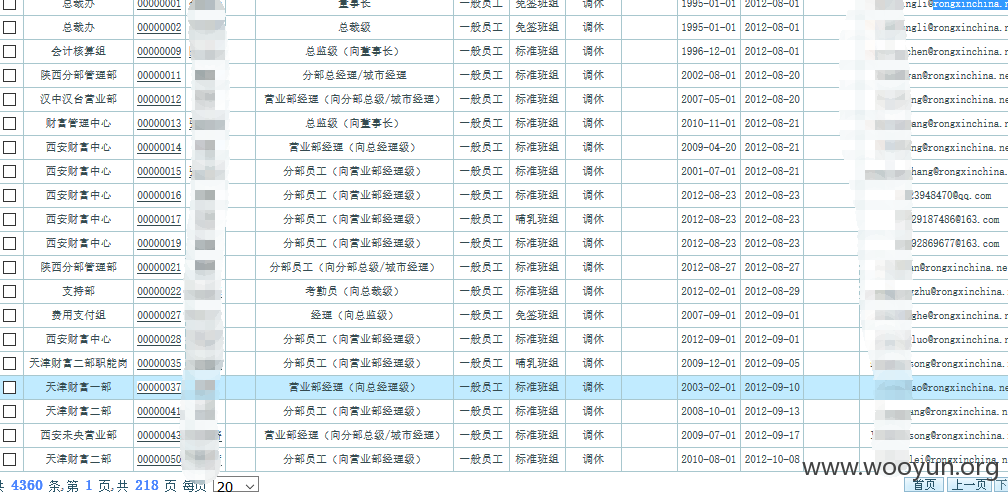 总裁办 00000001 董事长 一般员工 免签班组 调休 1995-01-01 2012-08-01 ngli@rongxinchina.n
总裁办 00000002 总裁级 一般员工 免签班组 调休 1995-01-01 2012-08-01 ongli@rongxinchina.n
会计核算组 00000009 总监级（向董事长） 一般员工 标准班组 调休 1996-12-01 2012-08-01 chen@rongxinchina.n
陕西分部管理部 00000011 分部总经理/城市经理 一般员工 标准班组 调休 2002-08-01 2012-08-20 an@rongxinchina.n
汉中汉台营业部 00000012 营业部经理（向分部总级/城市经理） 一般员工 标准班组 调休 2007-05-01 2012-08-20 ng@rongxinchina.n
财富管理中心 00000013 总监级（向董事长） 一般员工 标准班组 调休 2010-11-01 2012-08-21 ang@rongxinchina.n
西安财富中心 00000014 营业部经理（向总经理级） 一般员工 标准班组 调休 2009-04-20 2012-08-21 ng@rongxinchina.n
西安财富中心 00000015 分部员工（向营业部经理级） 一般员工 标准班组 调休 2001-07-01 2012-08-21 hang@rongxinchina.
西安财富中心 00000016 分部员工（向营业部经理级） 一般员工 标准班组 调休 2012-08-23 2012-08-23 23948470@qq.com
西安财富中心 00000017 分部员工（向营业部经理级） 一般员工 哺乳班组 调休 2012-08-23 2012-08-23 29187486@163.com
西安财富中心 00000019 分部员工（向营业部经理级） 一般员工 标准班组 调休 2012-08-23 2012-08-23 92869677@163.com
陕西分部管理部 00000021 分部员工（向分部总级/城市经理） 一般员工 标准班组 调休 2012-08-27 2012-08-27 n@rongxinchina.n
支持部 00000022 考勤员（向总裁级） 一般员工 标准班组 调休 2012-02-01 2012-08-29 yzhu@rongxinchina.n
费用支付组 00000027 经理（向总监级） 一般员工 免签班组 调休 2007-09-01 2012-09-01 ghe@rongxinchina.n
西安财富中心 00000028 分部员工（向营业部经理级） 一般员工 标准班组 调休 2012-09-01 2012-09-01 luo@rongxinchina.n
天津财富二部职能岗 00000035 分部员工（向营业部经理级） 一般员工 哺乳班组 调休 2009-12-01 2012-09-05 song@rongxinchina.n
天津财富一部 00000037 营业部经理（向总经理级） 一般员工 标准班组 调休 2003-02-01 2012-09-10 ao@rongxinchina.ne
天津财富二部 00000041 分部员工（向营业部经理级） 一般员工 标准班组 调休 2008-10-01 2012-09-13 ang@rongxinchina.n
西安未央营业部 00000043 营业部经理（向分部总级/城市经理） 一般员工 标准班组 调休 2009-07-01 2012-09-17 song@rongxinchina.n
天津财富二部 00000050 分部员工（向营业部经理级） 一般员工 标准班组 调休 2010-08-01 2012-10-08 lei@rongxinchina.n
共 4360 条,第 1 页,共 218 页 每页 20 首页 上一页 下
www.wooyun.org